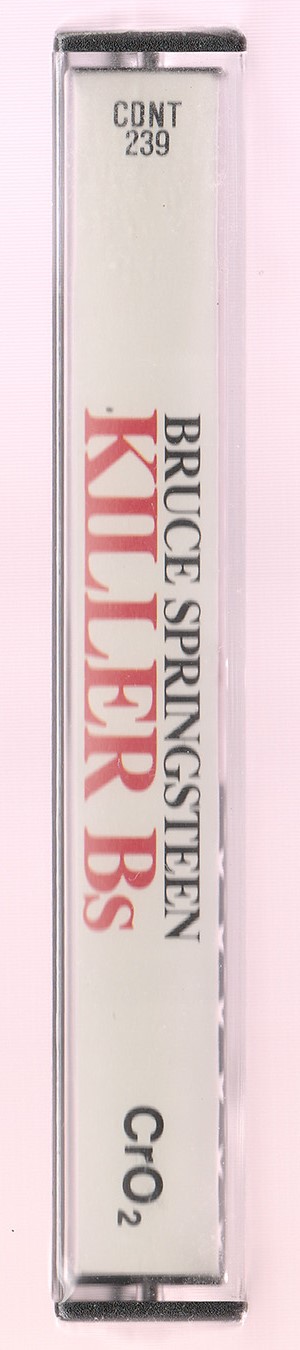 CDNT
239
BRUCE SPRINGSTEEN
KILLER BS
CrO₂